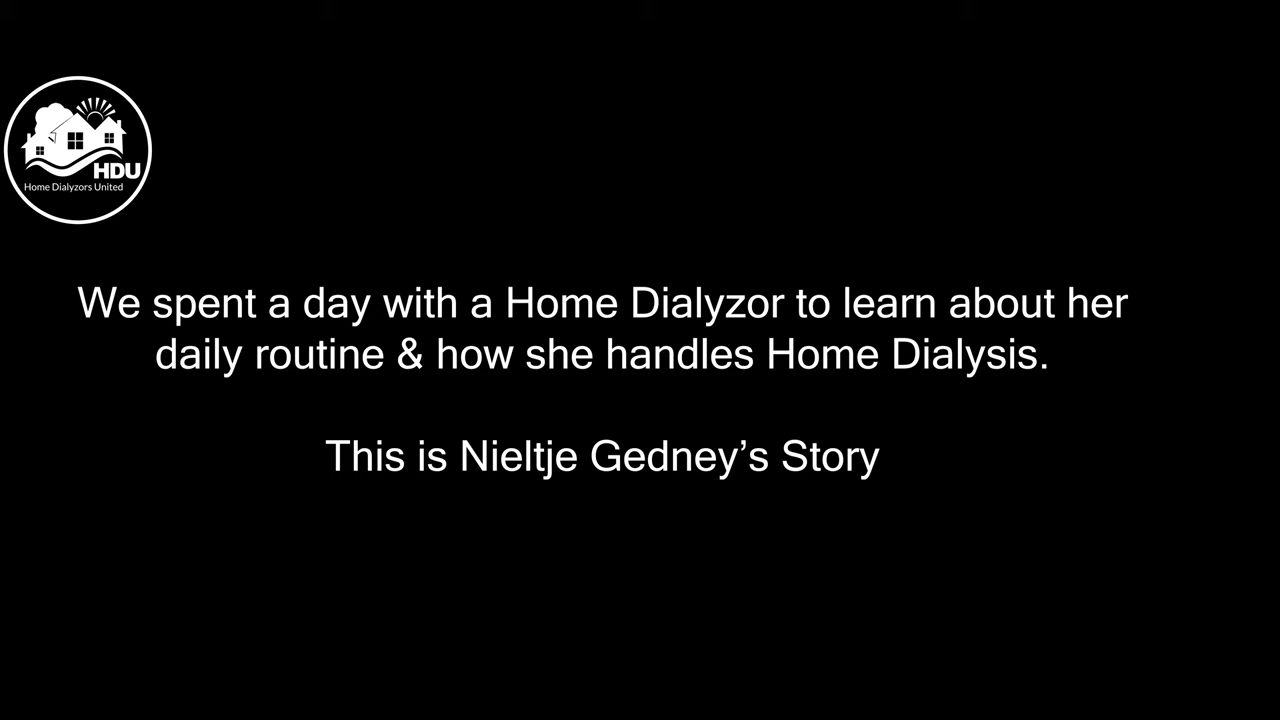 HDU
Home Dialyzors United
We spent a day with a Home Dialyzor to learn about her
daily routine & how she handles Home Dialysis.
This is Nieltje Gedney’s Story